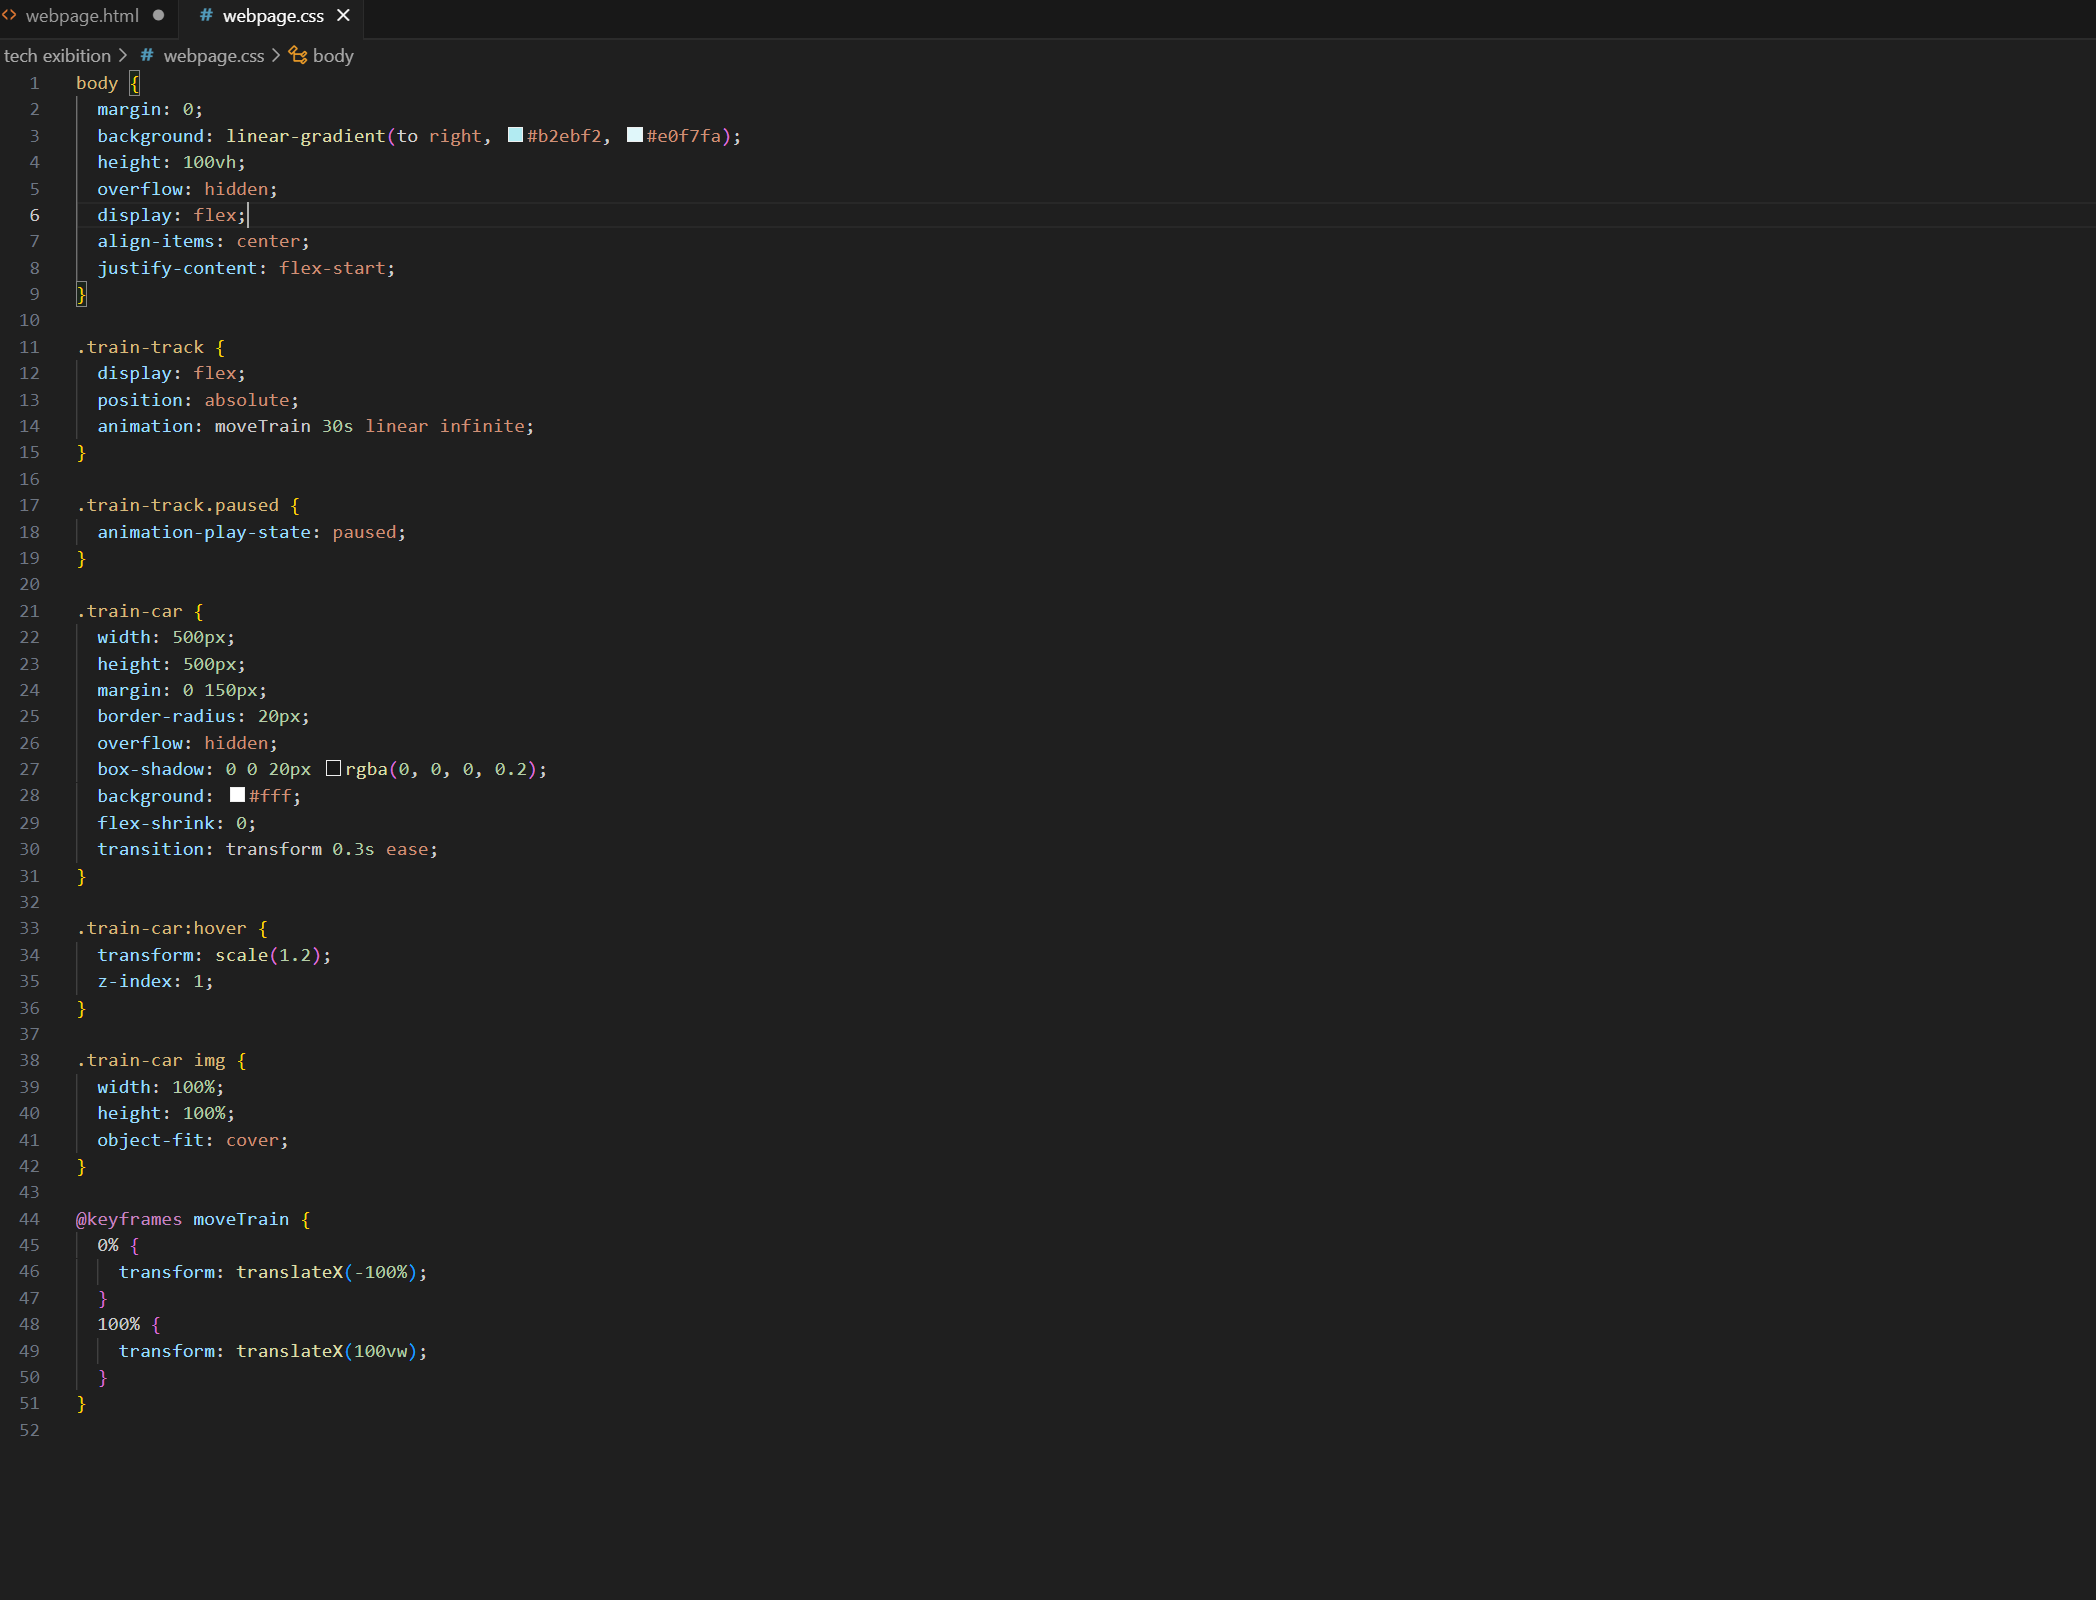 webpage.html ● # webpage.css ×
tech exibition > # webpage.css > body
1 body {
2 margin: 0;
3 background: linear-gradient(to right, #b2ebf2, #e0f7fa);
4 height: 100vh;
5 overflow: hidden;
6 display: flex;
7 align-items: center;
8 justify-content: flex-start;
9 }
10
11 .train-track {
12 display: flex;
13 position: absolute;
14 animation: moveTrain 30s linear infinite;
15 }
16
17 .train-track.paused {
18 animation-play-state: paused;
19 }
20
21 .train-car {
22 width: 500px;
23 height: 500px;
24 margin: 0 150px;
25 border-radius: 20px;
26 overflow: hidden;
27 box-shadow: 0 0 20px rgba(0, 0, 0, 0.2);
28 background: #fff;
29 flex-shrink: 0;
30 transition: transform 0.3s ease;
31 }
32
33 .train-car:hover {
34 transform: scale(1.2);
35 z-index: 1;
36 }
37
38 .train-car img {
39 width: 100%;
40 height: 100%;
41 object-fit: cover;
42 }
43
44 @keyframes moveTrain {
45 0% {
46 transform: translateX(-100%);
47 }
48 100% {
49 transform: translateX(100vw);
50 }
51 }
52